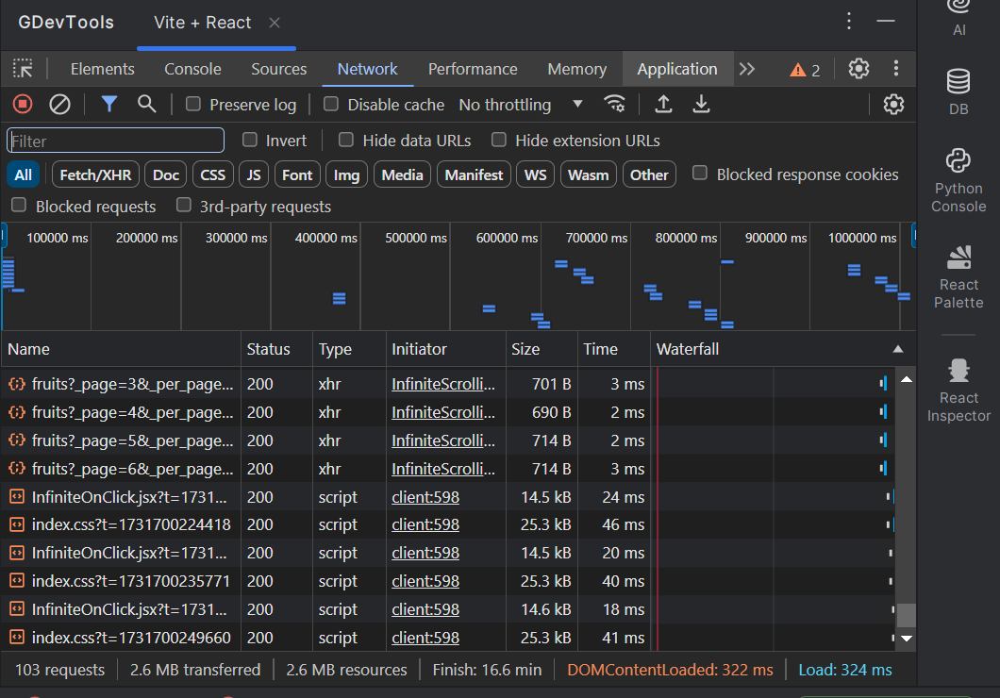 GDevTools Vite + React
AI
Elements Console Sources Network Performance Memory Application 2
DB
Preserve log Disable cache No throttling
Filter Invert Hide data URLs Hide extension URLs
All Fetch/XHR Doc CSS JS Font Img Media Manifest WS Wasm Other Blocked response cookies
Python
Console
Blocked requests 3rd-party requests
100000 ms 200000 ms 300000 ms 400000 ms 500000 ms 600000 ms 700000 ms 800000 ms 900000 ms 1000000 ms
React
Palette
Name Status Type Initiator Size Time Waterfall
fruits?_page=3&_per_page... 200 xhr InfiniteScrolli... 701 B 3 ms
fruits?_page=4&_per_page... 200 xhr InfiniteScrolli... 690 B 2 ms
React
Inspector
fruits?_page=5&_per_page... 200 xhr InfiniteScrolli... 714 B 2 ms
fruits?_page=6&_per_page... 200 xhr InfiniteScrolli... 714 B 3 ms
InfiniteOnClick.jsx?t=1731... 200 script client:598 14.5 kB 24 ms
index.css?t=1731700224418 200 script client:598 25.3 kB 46 ms
InfiniteOnClick.jsx?t=1731... 200 script client:598 14.5 kB 20 ms
index.css?t=1731700235771 200 script client:598 25.3 kB 40 ms
InfiniteOnClick.jsx?t=1731... 200 script client:598 14.6 kB 18 ms
index.css?t=1731700249660 200 script client:598 25.3 kB 41 ms
103 requests 2.6 MB transferred 2.6 MB resources Finish: 16.6 min DOMContentLoaded: 322 ms Load: 324 ms